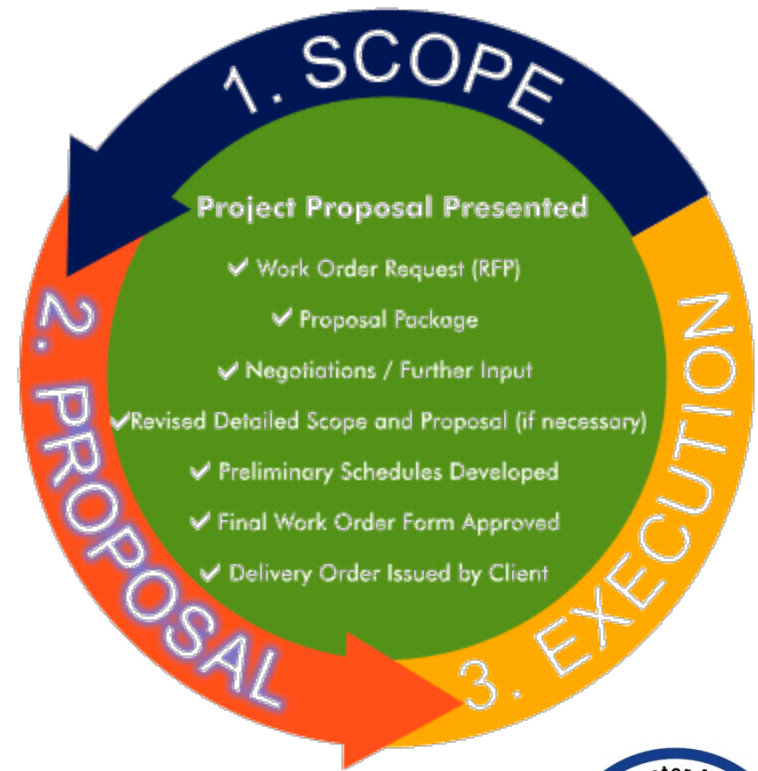 1. SCOPE
Project Proposal Presented
✓ Work Order Request (RFP)
✓ Proposal Package
✓ Negotiations / Further Input
✓Revised Detailed Scope and Proposal (if necessary)
✓ Preliminary Schedules Developed
✓ Final Work Order Form Approved
✓ Delivery Order Issued by Client
2. PROPOSAL
3. EXECUTION